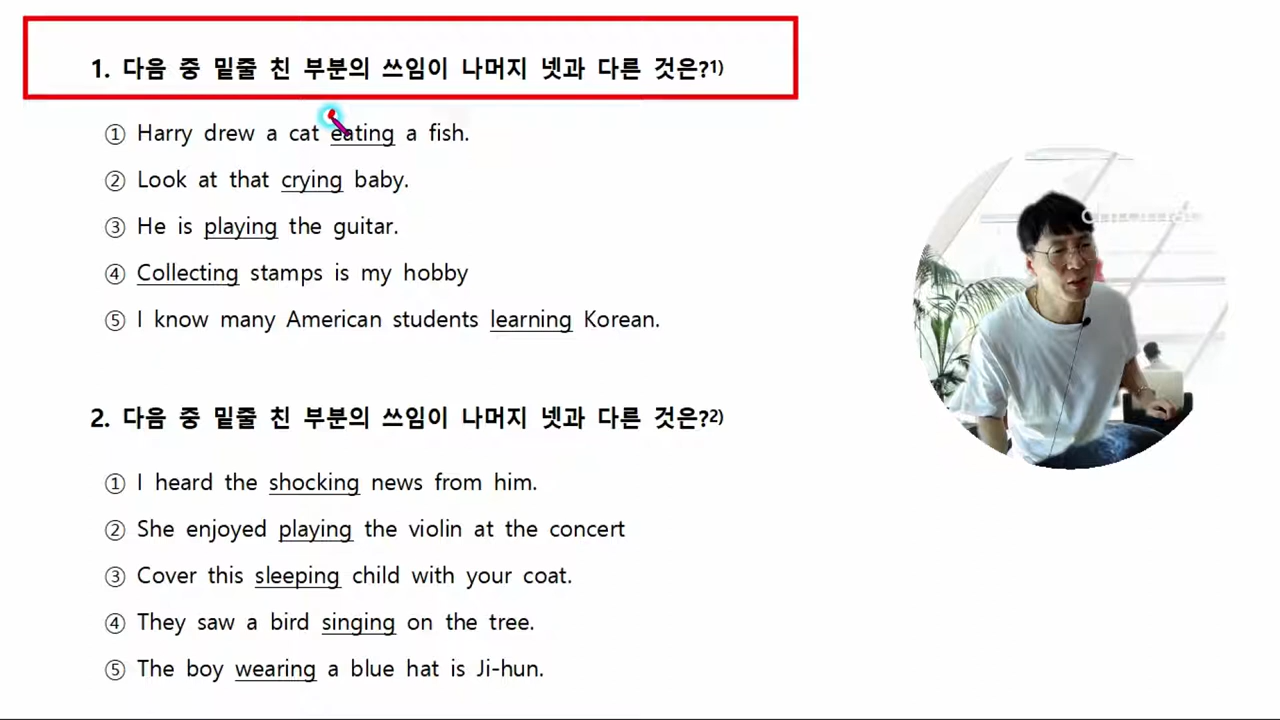 1. 다음 중 밑줄 친 부분의 쓰임이 나머지 넷과 다른 것은?1)
① Harry drew a cat eating a fish.
② Look at that crying baby.
③ He is playing the guitar.
④ Collecting stamps is my hobby
⑤ I know many American students learning Korean.
2. 다음 중 밑줄 친 부분의 쓰임이 나머지 넷과 다른 것은?2)
① I heard the shocking news from him.
② She enjoyed playing the violin at the concert
③ Cover this sleeping child with your coat.
④ They saw a bird singing on the tree.
⑤ The boy wearing a blue hat is Ji-hun.